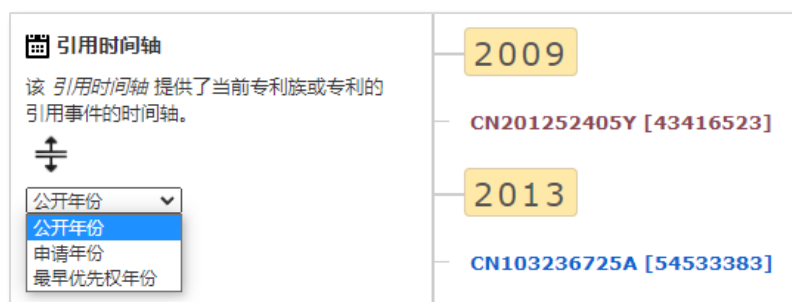 引用时间轴
该 引用时间轴 提供了当前专利族或专利的
引用事件的时间轴。
公开年份
公开年份
申请年份
最早优先权年份
2009
CN201252405Y [43416523]
2013
CN103236725A [54533383]